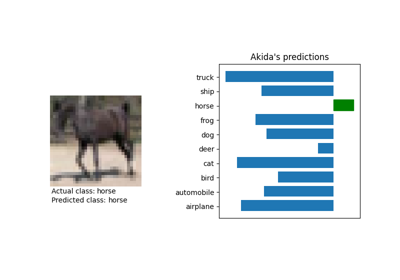 Akida's predictions
truck
ship
horse
frog
dog
deer
cat
bird
automobile
airplane
Actual class: horse
Predicted class: horse